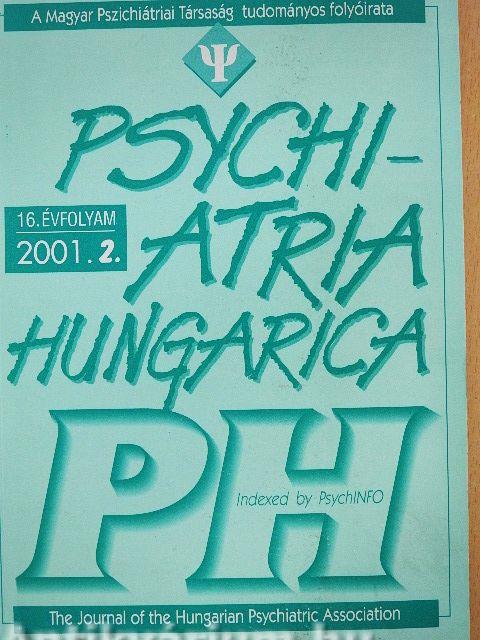 A Magyar Pszichiátriai Társaság tudományos folyóirata
Ψ
PSYCHI-
16. ÉVFOLYAM
2001. 2.
ATRIA
HUNGARICA
PH
Indexed by PsychINFO
The Journal of the Hungarian Psychiatric Association